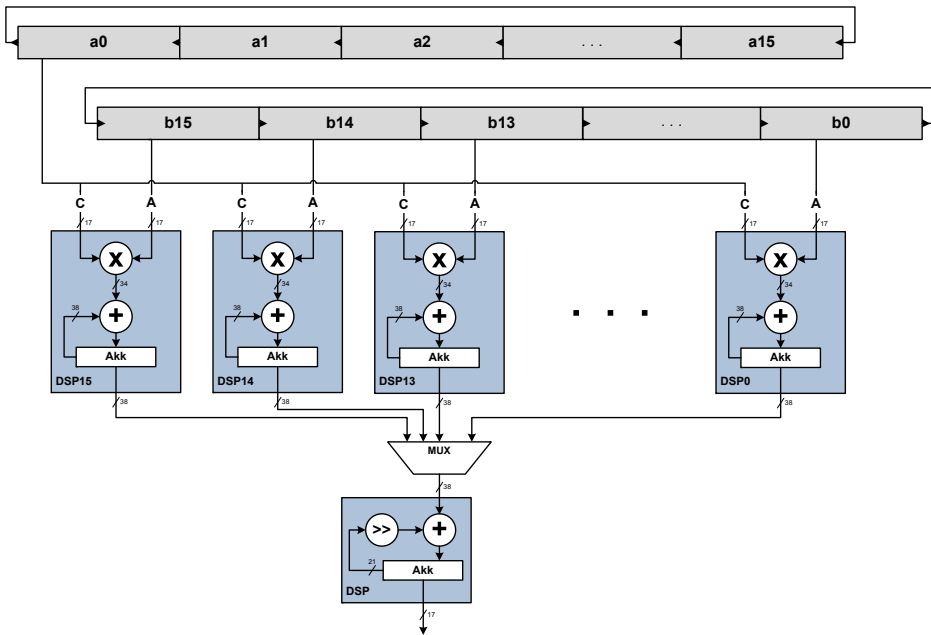 a0 a1 a2 . . . a15
b15 b14 b13 . . . b0
C A C A C A C A
17 17 17 17 17 17 17 17
x x x x
34 34 34 34
38 + 38 + 38 + 38 +
. . .
Akk Akk Akk Akk
DSP15 DSP14 DSP13 DSP0
38 38 38 38
MUX
38
>> +
21
Akk
DSP
17